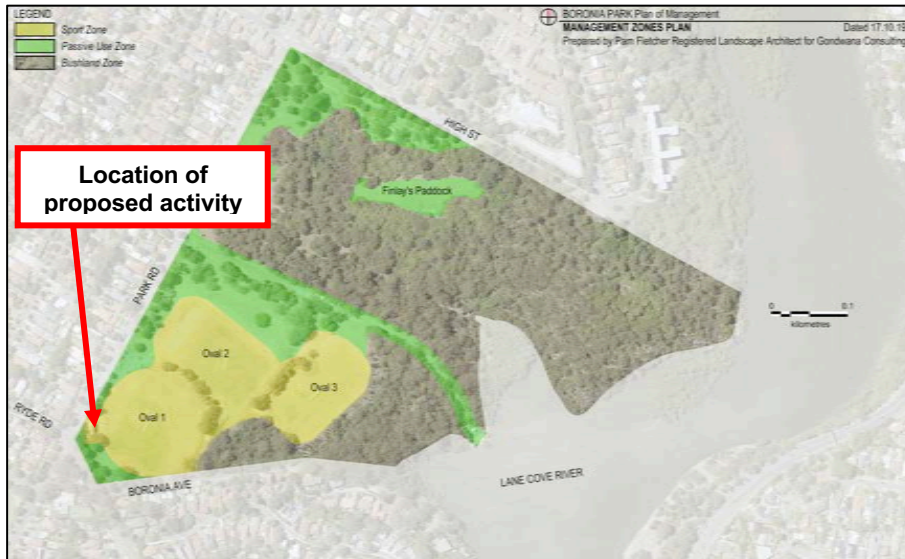 LEGEND
Sport Zone
Passive Use Zone
Bushland Zone
BORONIA PARK Plan of Management
MANAGEMENT ZONES PLAN Dated 17.10.19
Prepared by Pam Fletcher Registered Landscape Architect for Gondwana Consulting
HIGH ST
Location of
proposed activity
Finlay's Paddock
PARK RD
0 0.1
kilometres
Oval 2
Oval 3
Oval 1
RYDE RD
BORONIA AVE
LANE COVE RIVER